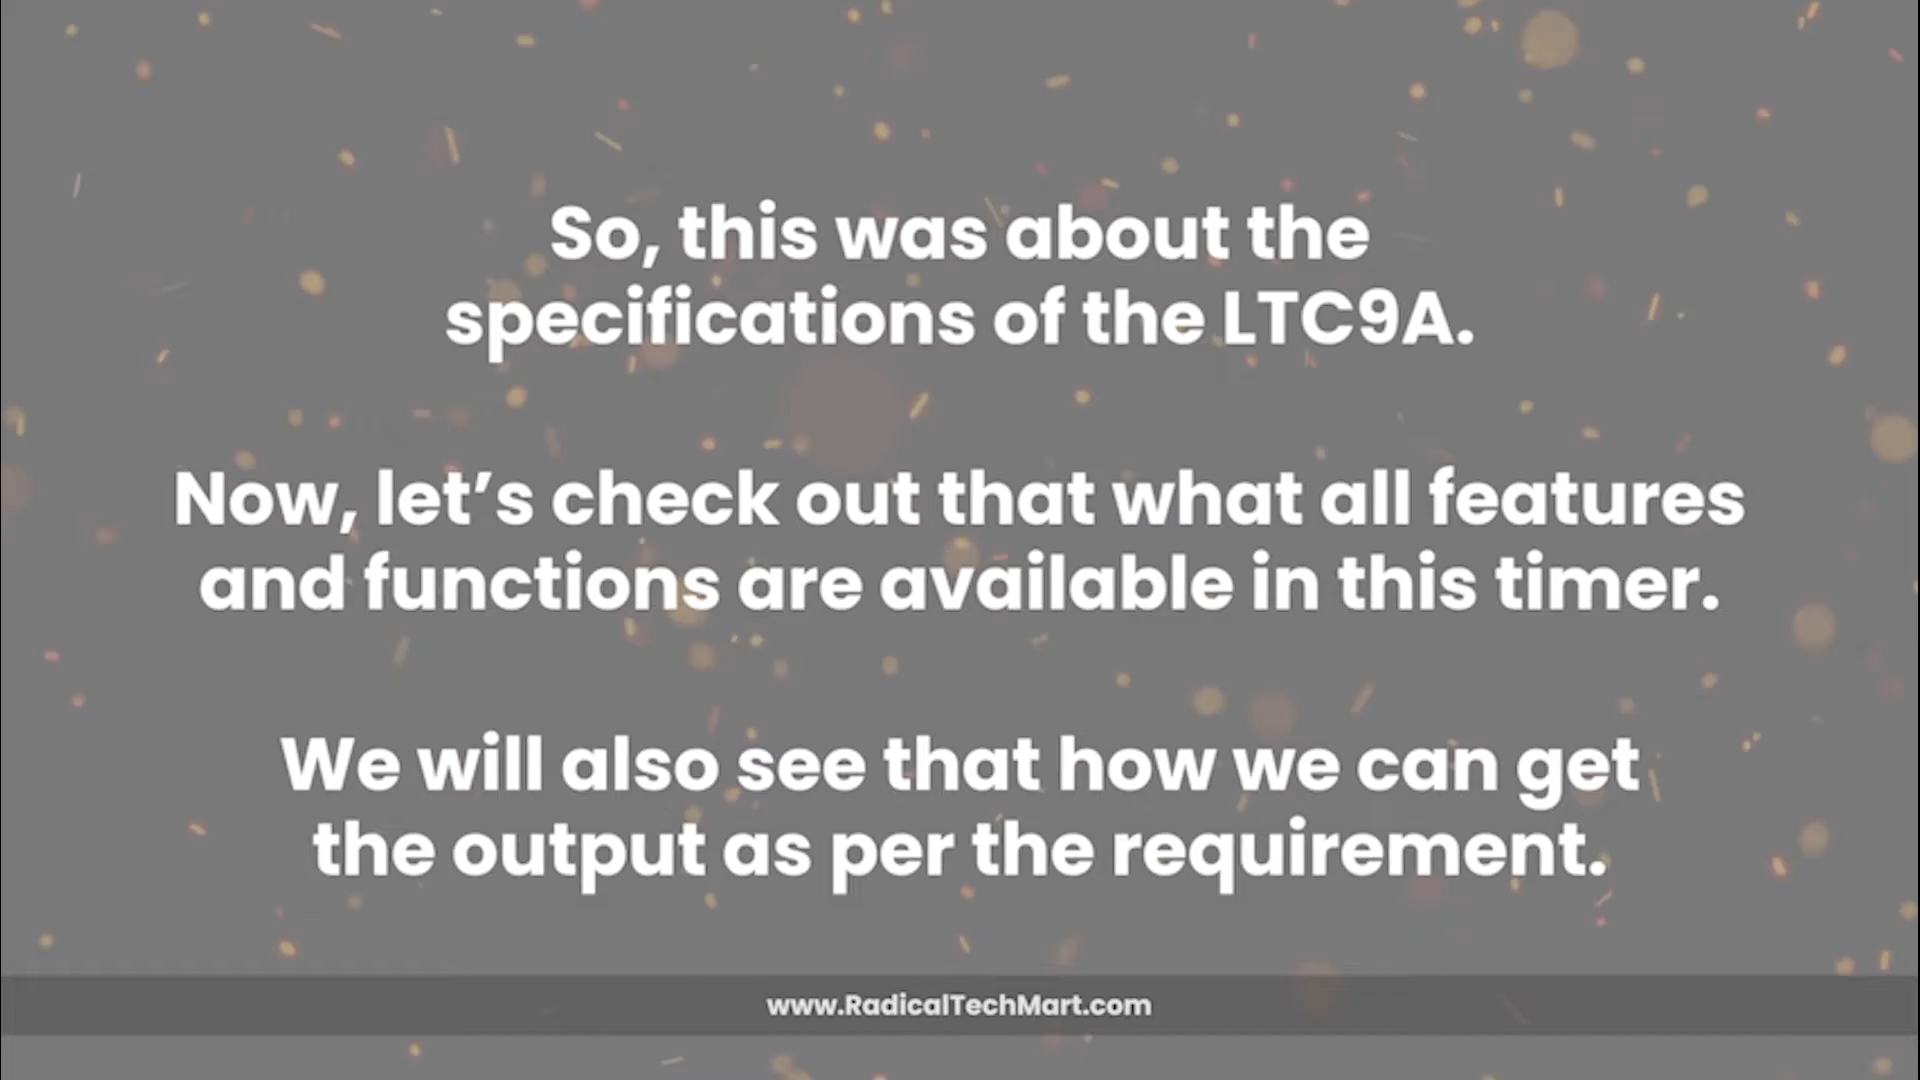 So, this was about the
specifications of the LTC9A.
Now, let’s check out that what all features
and functions are available in this timer.
We will also see that how we can get
the output as per the requirement.
www.RadicalTechMart.com